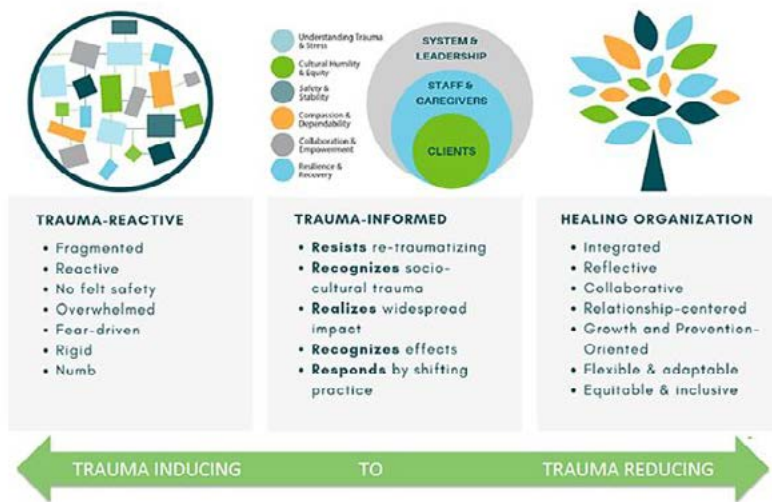 Understanding Trauma
& Stress
Cultural Humility
& Equity
Safety &
Stability
Compassion &
Dependability
Collaboration &
Empowerment
Resilience &
Recovery
SYSTEM &
LEADERSHIP
STAFF &
CAREGIVERS
CLIENTS
TRAUMA-REACTIVE
• Fragmented
• Reactive
• No felt safety
• Overwhelmed
• Fear-driven
• Rigid
• Numb
TRAUMA-INFORMED
• Resists re-traumatizing
• Recognizes socio-
cultural trauma
• Realizes widespread
impact
• Recognizes effects
• Responds by shifting
practice
HEALING ORGANIZATION
• Integrated
• Reflective
• Collaborative
• Relationship-centered
• Growth and Prevention-
Oriented
• Flexible & adaptable
• Equitable & inclusive
TRAUMA INDUCING TO TRAUMA REDUCING